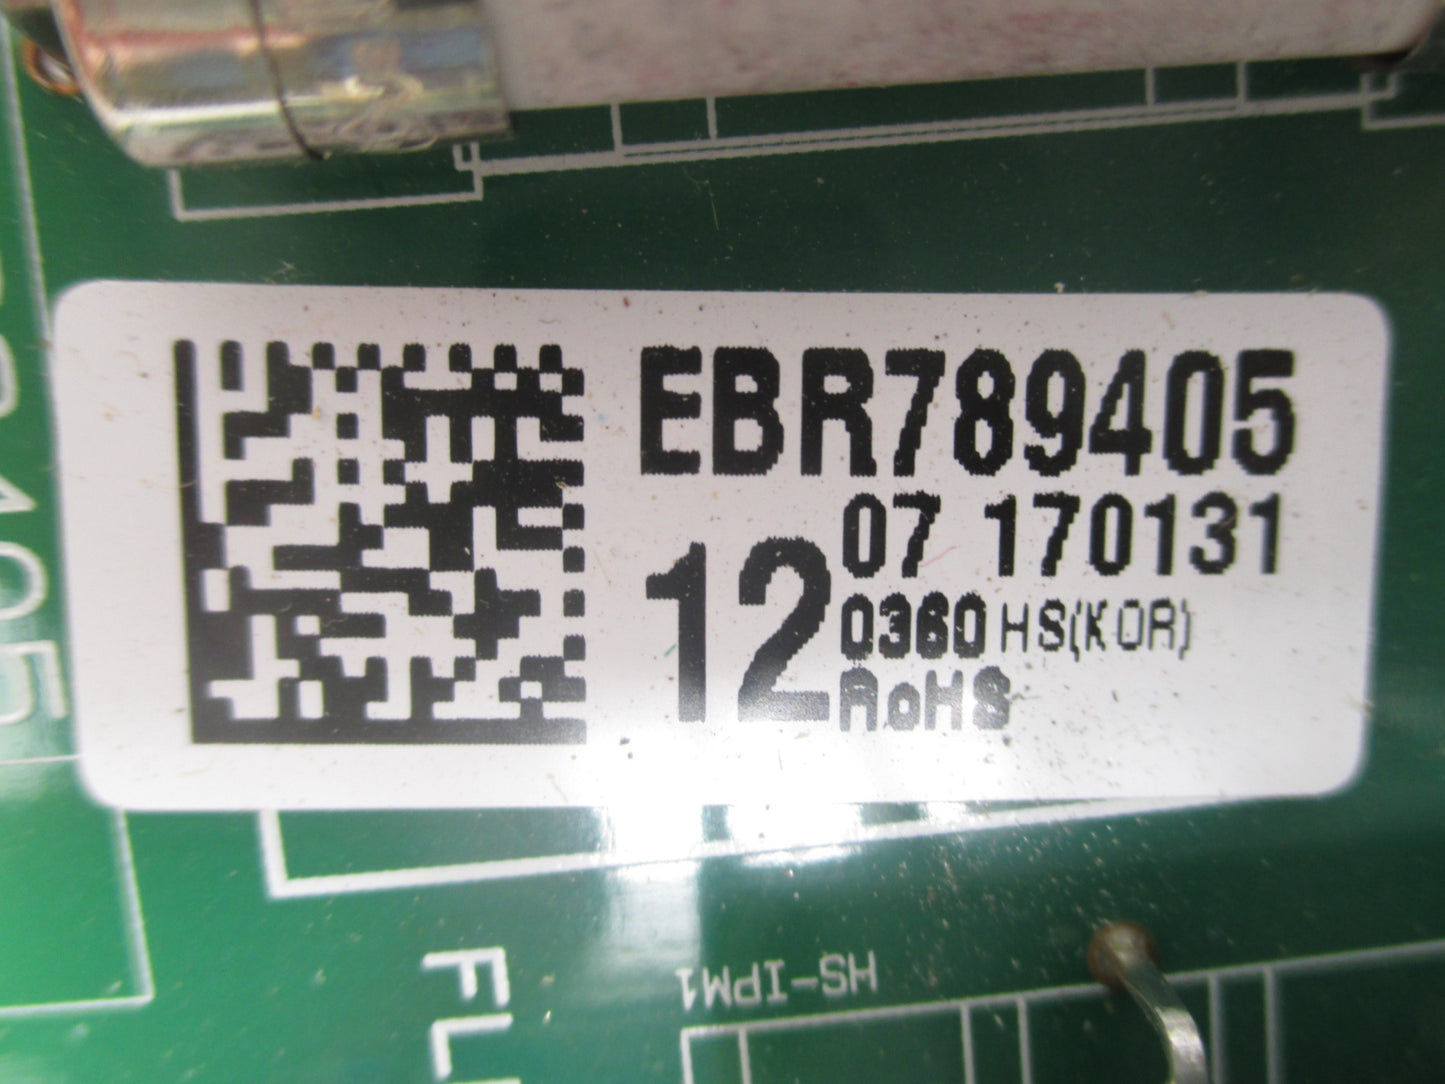 EBR789405
12 07 170131
0360 HS(KOR)
RoHS
HS-IPM1